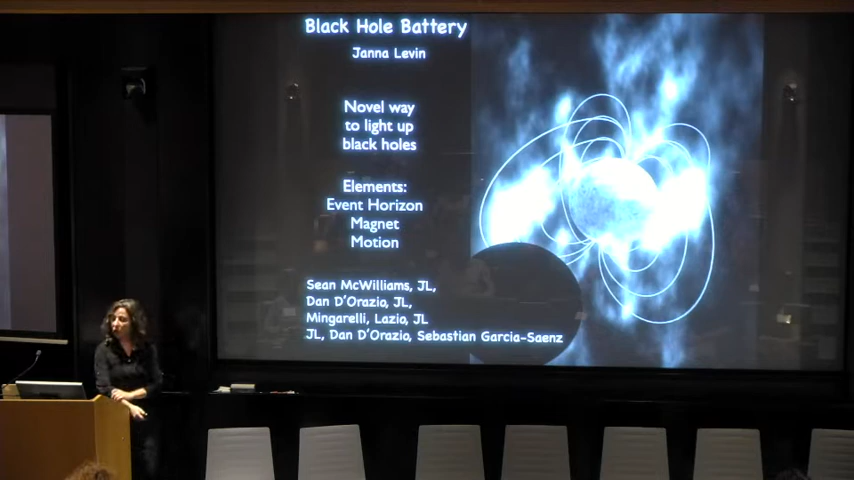 Black Hole Battery
Janna Levin
Novel way
to light up
black holes
Elements:
Event Horizon
Magnet
Motion
Sean McWilliams, JL,
Dan D'Orazio, JL,
Mingarelli, Lazio, JL
JL, Dan D'Orazio, Sebastian Garcia-Saenz